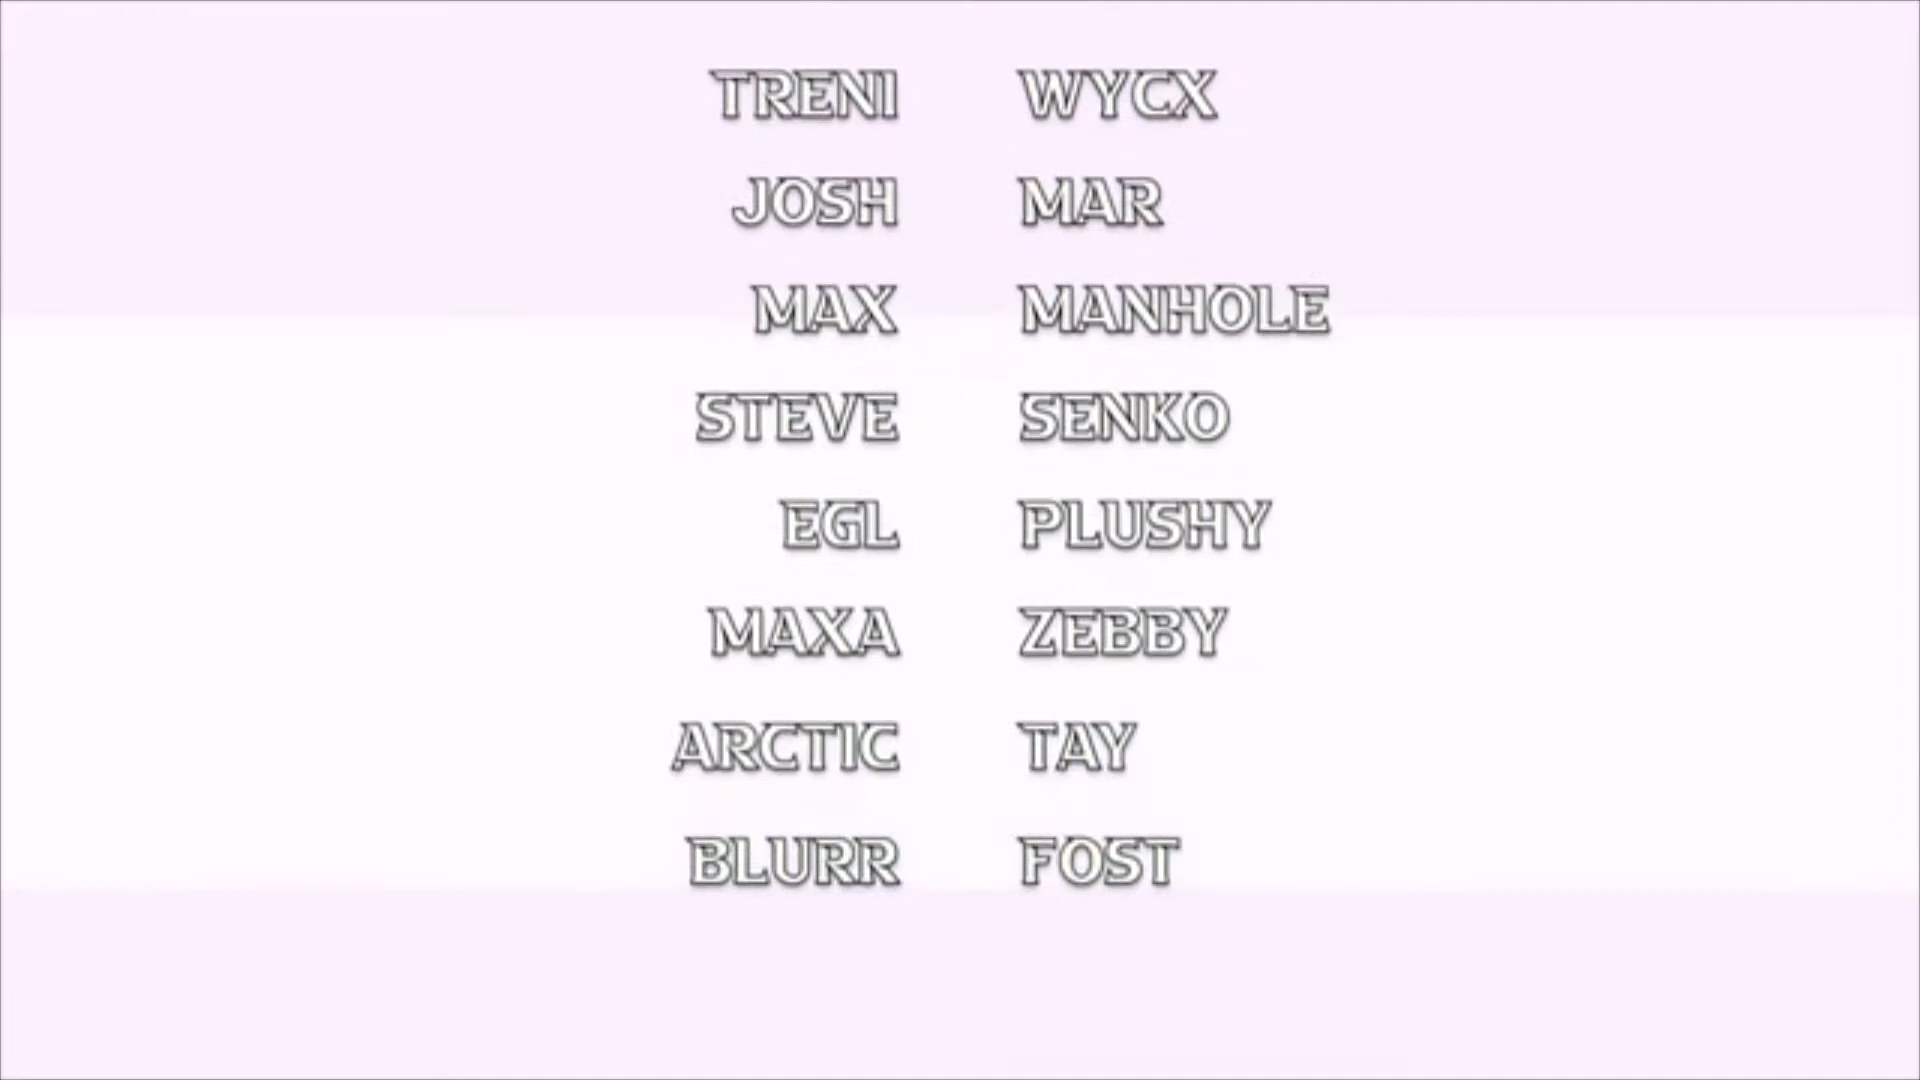 TRENI WYCX
JOSH MAR
MAX MANHOLE
STEVE SENKO
EGL PLUSHY
MAXA ZEBBY
ARCTIC TAY
BLURR FOST